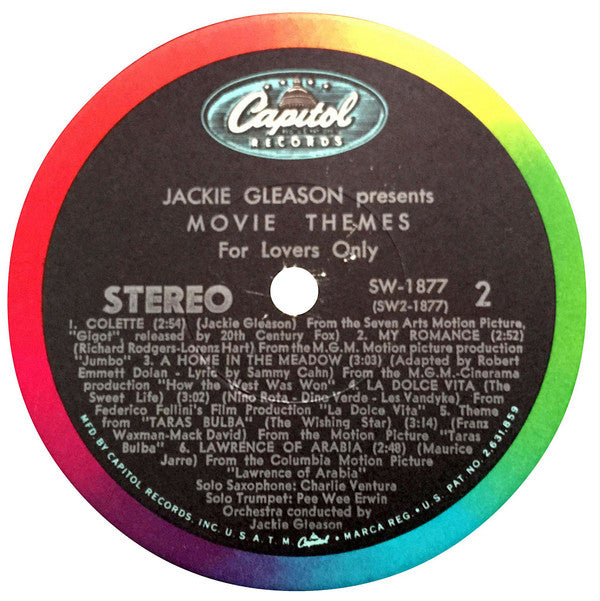 Capitol
RECORDS
JACKIE GLEASON presents
MOVIE THEMES
For Lovers Only
STEREO
SW-1877
(SW2-1877)
2
1. COLETTE (2:54) (Jackie Gleason) From the Seven Arts Motion Picture,
"Gigot", released by 20th Century Fox) 2. MY ROMANCE (2:52)
(Richard Rodgers-Lorenz Hart) From the M.G.M. Motion picture production
"Jumbo" 3. A HOME IN THE MEADOW (3:03) (Adapted by Robert
Emmett Dolan - Lyric by Sammy Cahn) From the M.G.M.-Cinerama
production "How the West Was Won" 4. LA DOLCE VITA (The
Sweet Life) (3:02) (Nino Rota - Dino Verde - Les Vandyke) From
Federico Fellini's Film Production "La Dolce Vita" 5. Theme
from "TARAS BULBA" (The Wishing Star) (3:14) (Franz
Waxman-Mack David) From the Motion Picture "Taras
Bulba" 6. LAWRENCE OF ARABIA (2:48) (Maurice
Jarre) From the Columbia Motion Picture
"Lawrence of Arabia"
Solo Saxophone: Charlie Ventura
Solo Trumpet: Pee Wee Erwin
Orchestra conducted by
Jackie Gleason
MFD. BY CAPITOL RECORDS, INC. U.S.A. T.M. Capitol • MARCA REG. • U.S. PAT. NO. 2,631,859